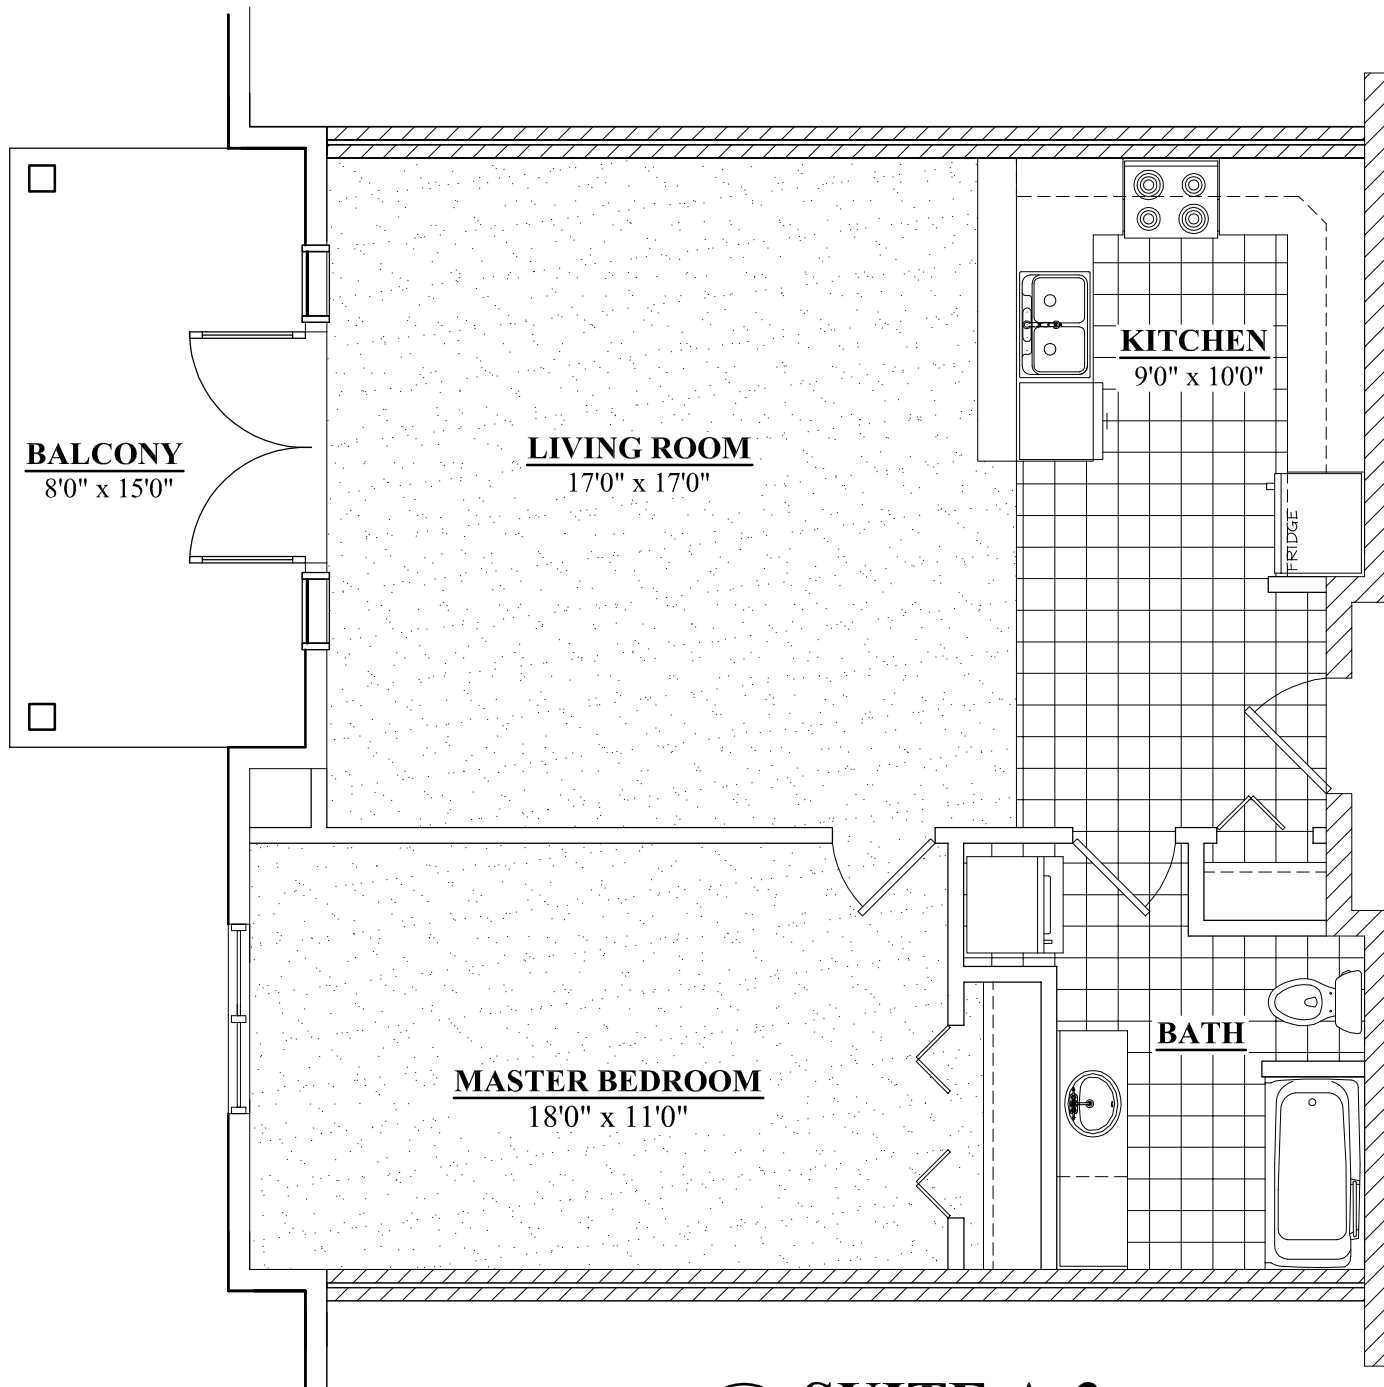 KITCHEN
9'0" x 10'0"
BALCONY
8'0" x 15'0"
LIVING ROOM
17'0" x 17'0"
FRIDGE
BATH
MASTER BEDROOM
18'0" x 11'0"